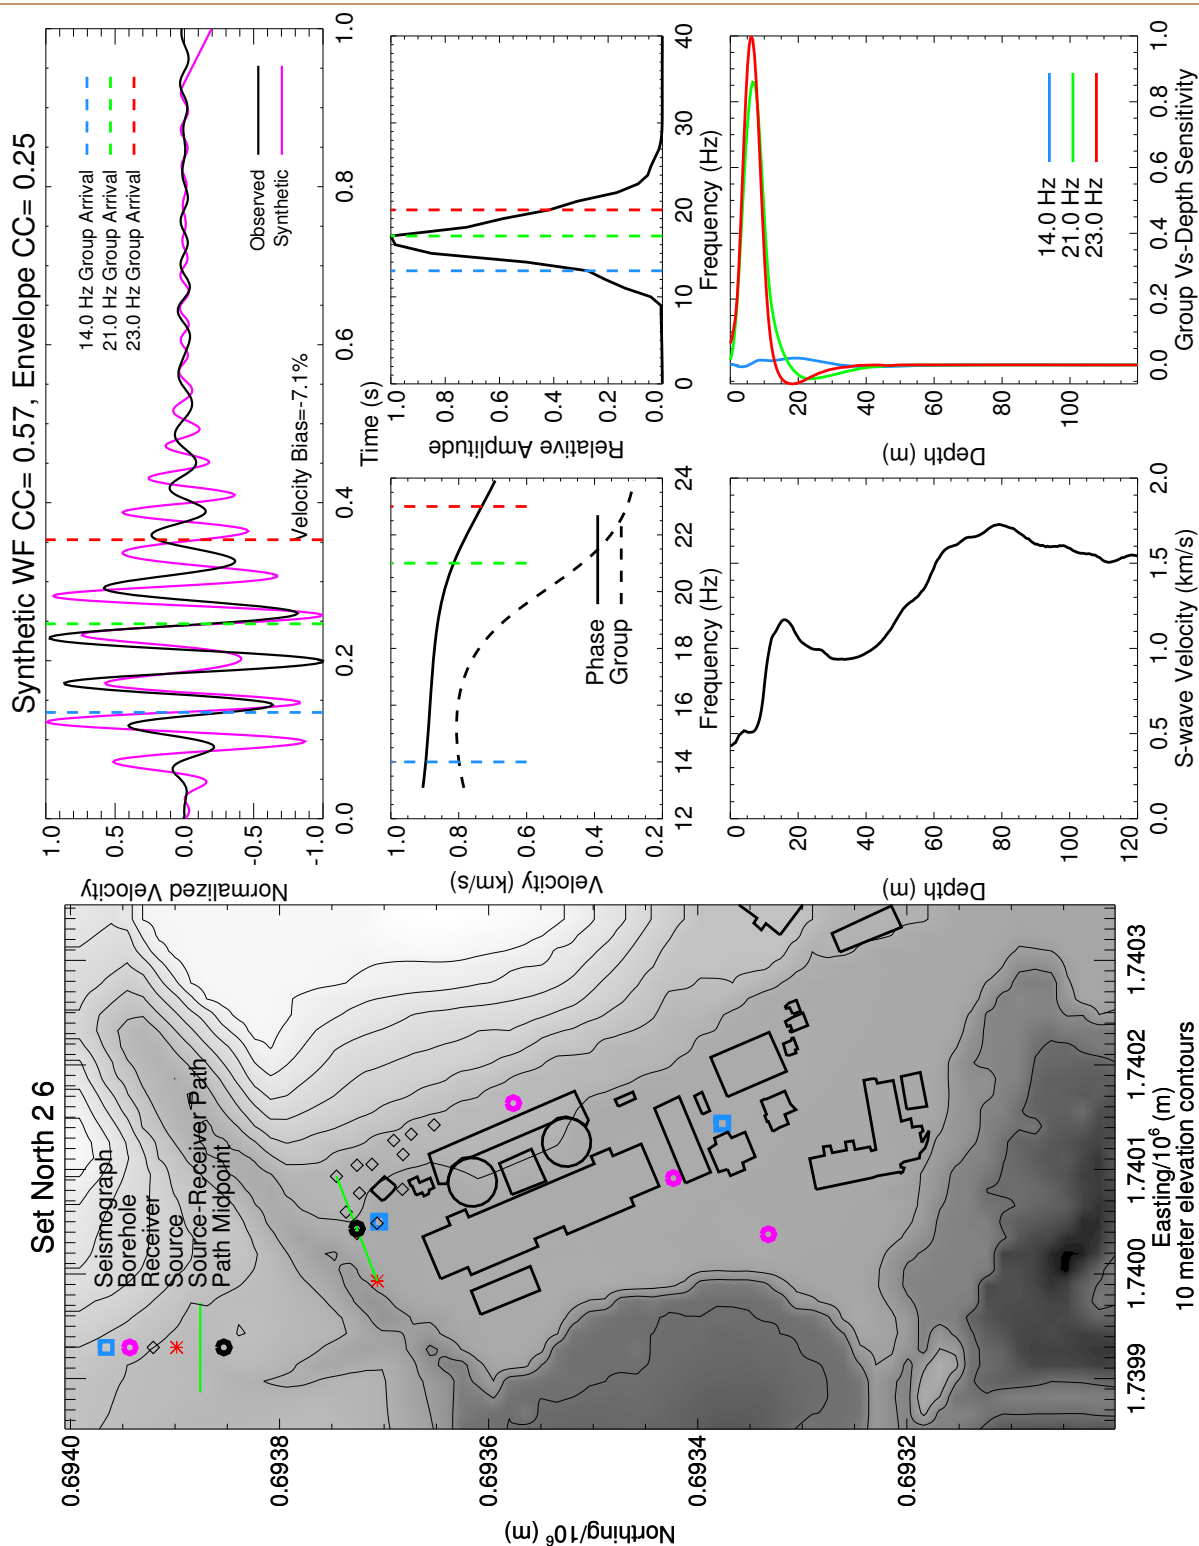 Set North 2 6
Seismograph
Borehole
Receiver
Source
Source-Receiver Path
Path Midpoint
Northing/10⁶ (m)
0.6940
0.6938
0.6936
0.6934
0.6932
1.7399
1.7400
1.7401
1.7402
1.7403
Easting/10⁶ (m)
10 meter elevation contours
Synthetic WF CC= 0.57, Envelope CC= 0.25
Normalized Velocity
1.0
0.5
0.0
-0.5
-1.0
14.0 Hz Group Arrival
21.0 Hz Group Arrival
23.0 Hz Group Arrival
Observed
Synthetic
Velocity Bias=-7.1%
0.0
0.2
0.4
0.6
0.8
1.0
Time (s)
Velocity (km/s)
1.0
0.8
0.6
0.4
0.2
Phase
Group
12
14
16
18
20
22
24
Frequency (Hz)
Relative Amplitude
1.0
0.8
0.6
0.4
0.2
0.0
0
10
20
30
40
Frequency (Hz)
Depth (m)
0
20
40
60
80
100
120
0.0
0.5
1.0
1.5
2.0
S-wave Velocity (km/s)
Depth (m)
0
20
40
60
80
100
14.0 Hz
21.0 Hz
23.0 Hz
0.0
0.2
0.4
0.6
0.8
1.0
Group Vs-Depth Sensitivity